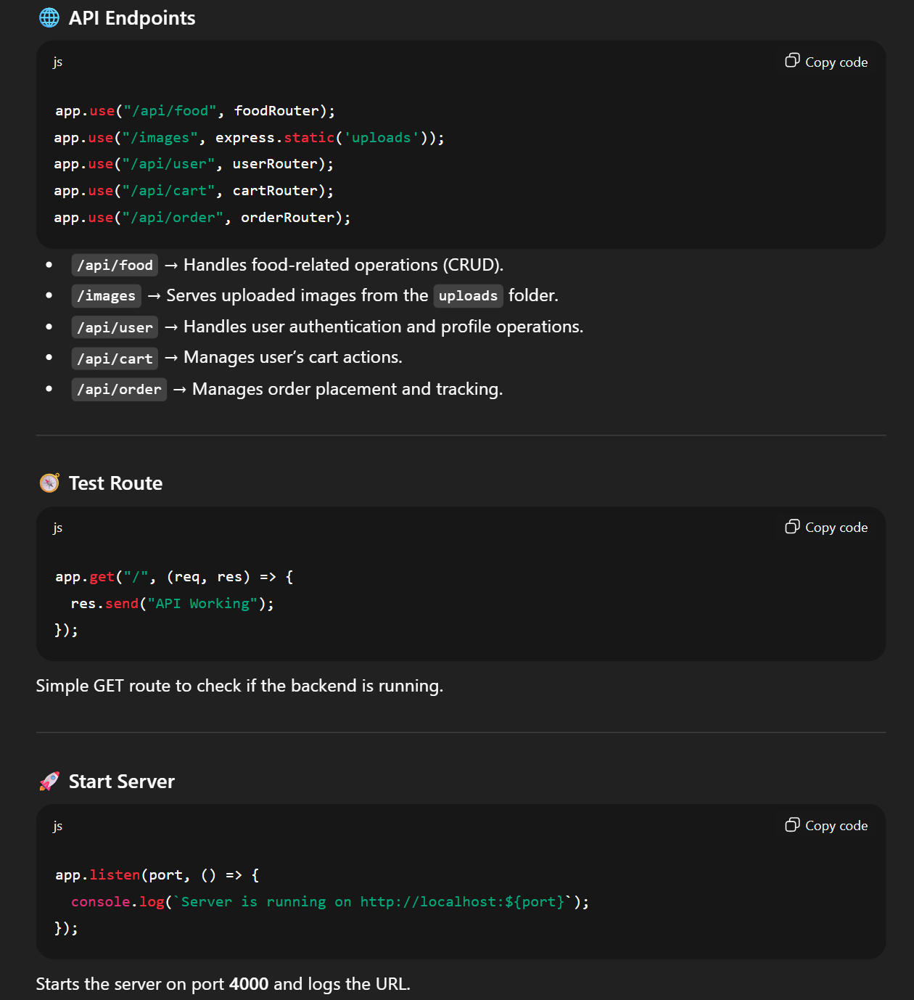 🌐 API Endpoints
js
Copy code
app.use("/api/food", foodRouter);
app.use("/images", express.static('uploads'));
app.use("/api/user", userRouter);
app.use("/api/cart", cartRouter);
app.use("/api/order", orderRouter);
• /api/food → Handles food-related operations (CRUD).
• /images → Serves uploaded images from the uploads folder.
• /api/user → Handles user authentication and profile operations.
• /api/cart → Manages user’s cart actions.
• /api/order → Manages order placement and tracking.
🧭 Test Route
js
Copy code
app.get("/", (req, res) => {
  res.send("API Working");
});
Simple GET route to check if the backend is running.
🚀 Start Server
js
Copy code
app.listen(port, () => {
  console.log(`Server is running on http://localhost:${port}`);
});
Starts the server on port 4000 and logs the URL.